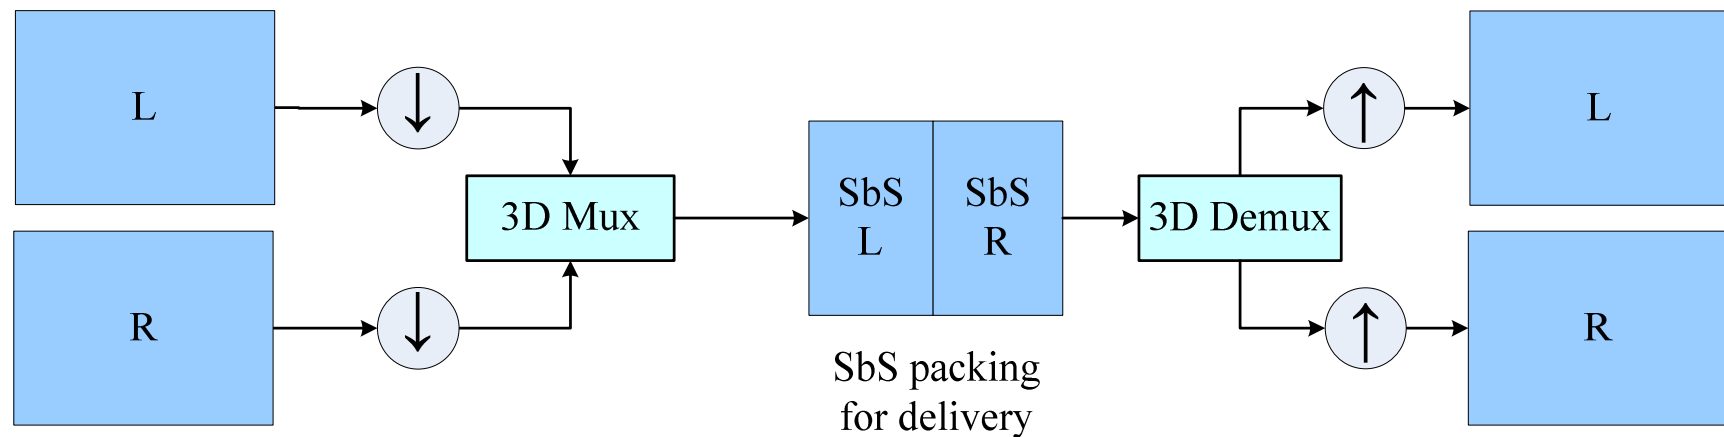 L
R
3D Mux
SbS
L
SbS
R
SbS packing
for delivery
3D Demux
L
R